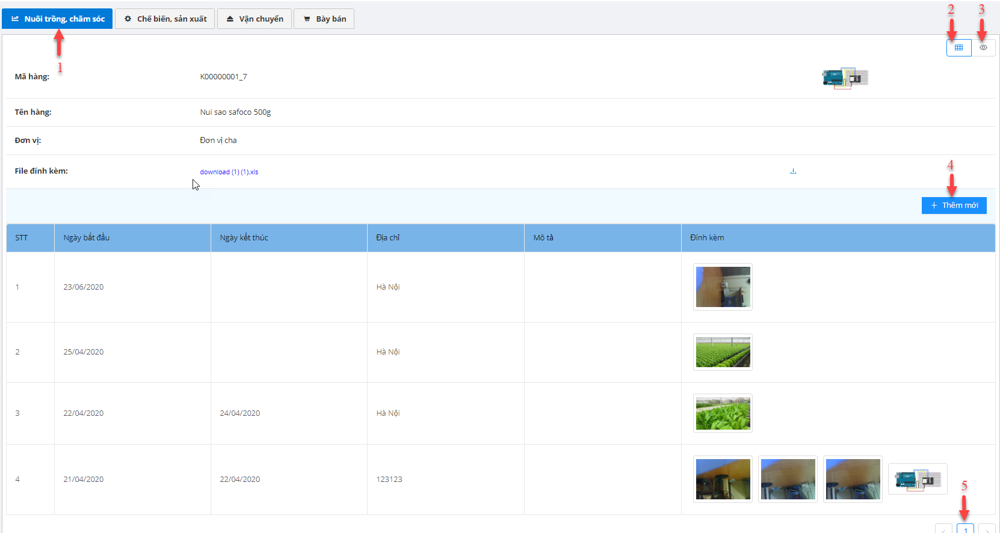 Nuôi trồng, chăm sóc Chế biến, sản xuất Vận chuyển Bày bán 2 3
1
Mã hàng: K00000001_7
Tên hàng: Nui sao safoco 500g
Đơn vị: Đơn vị cha
4
File đính kèm: download (1) (1).xls
+ Thêm mới
STT Ngày bắt đầu Ngày kết thúc Địa chỉ Mô tả Đính kèm
1 23/06/2020 Hà Nội
2 25/04/2020 Hà Nội
3 22/04/2020 24/04/2020 Hà Nội
4 21/04/2020 22/04/2020 123123
5
< 1 >